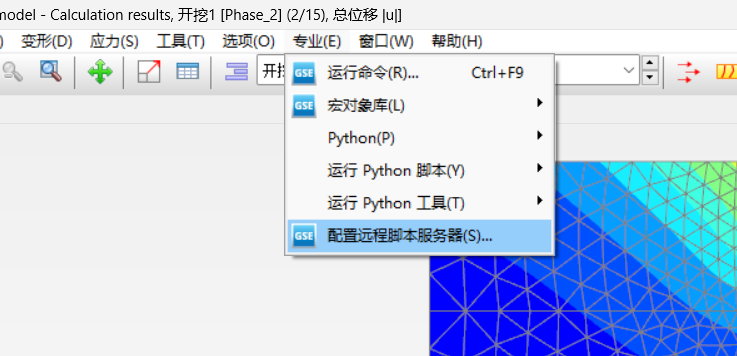 model - Calculation results, 开挖1 [Phase_2] (2/15), 总位移 |u|]
) 变形(D) 应力(S) 工具(T) 选项(O) 专业(E) 窗口(W) 帮助(H)
开挖
GSE 运行命令(R)... Ctrl+F9
GSE 宏对象库(L)
Python(P)
运行 Python 脚本(Y)
运行 Python 工具(T)
GSE 配置远程脚本服务器(S)...